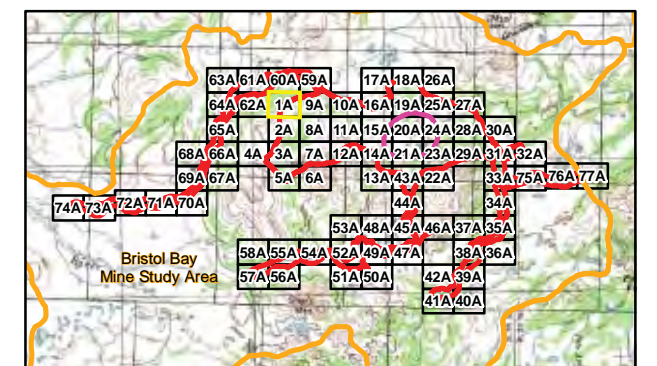 63A 61A 60A 59A 17A 18A 26A
64A 62A 1A 9A 10A 16A 19A 25A 27A
65A 2A 8A 11A 15A 20A 24A 28A 30A
68A 66A 4A 3A 7A 12A 14A 21A 23A 29A 31A 32A
69A 67A 5A 6A 13A 43A 22A 33A 75A 76A 77A
74A 73A 72A 71A 70A 44A 34A
53A 48A 45A 46A 37A 35A
58A 55A 54A 52A 49A 47A 38A 36A
57A 56A 51A 50A 42A 39A
41A 40A
Bristol Bay
Mine Study Area